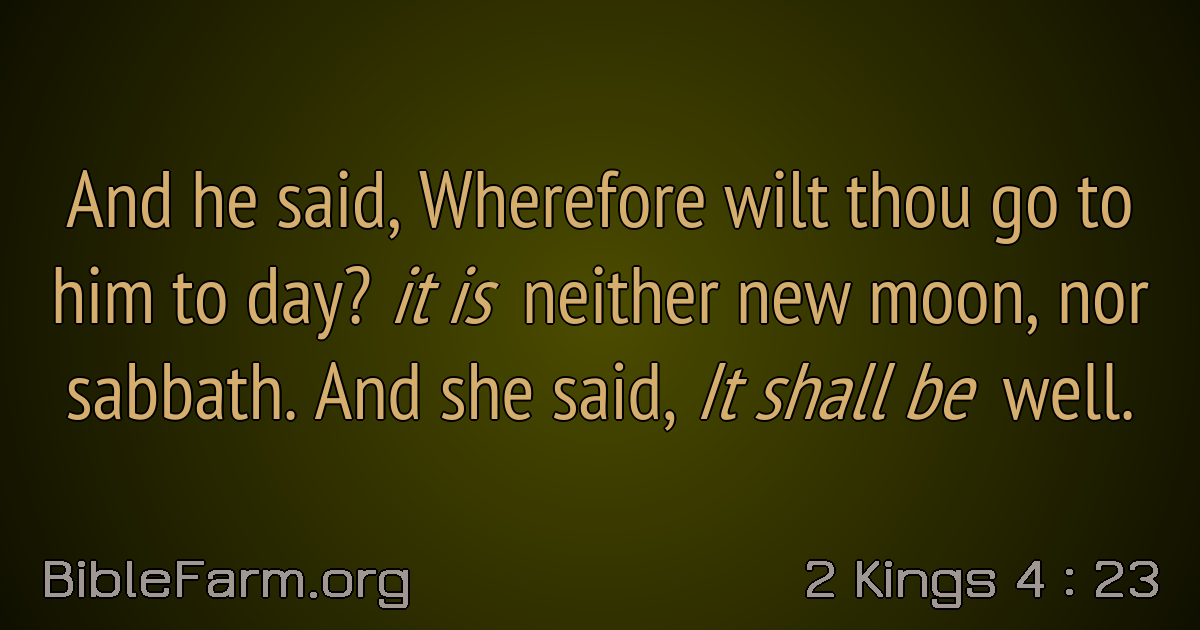 And he said, Wherefore wilt thou go to
him to day? it is neither new moon, nor
sabbath. And she said, It shall be well.
BibleFarm.org
2 Kings 4 : 23